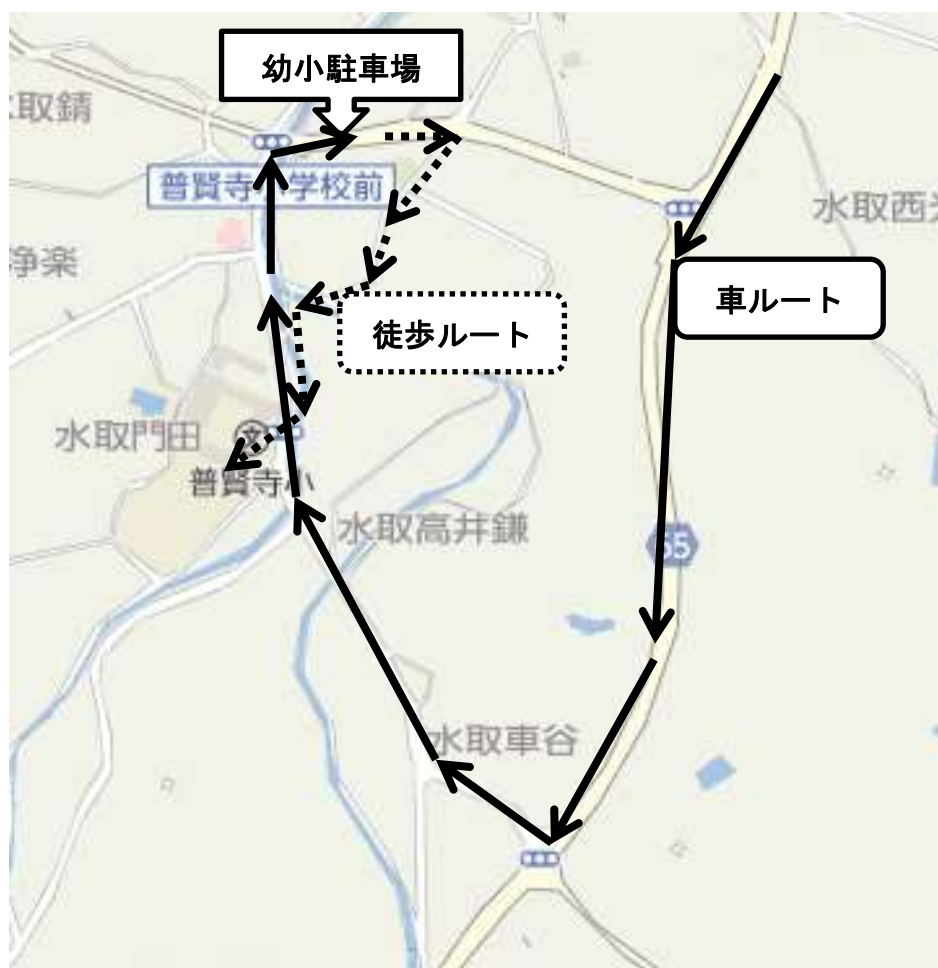 幼小駐車場
水取錆
普賢寺小学校前
水取西
浄楽
車ルート
徒歩ルート
水取門田
文
普賢寺小
水取高井鎌
65
水取車谷